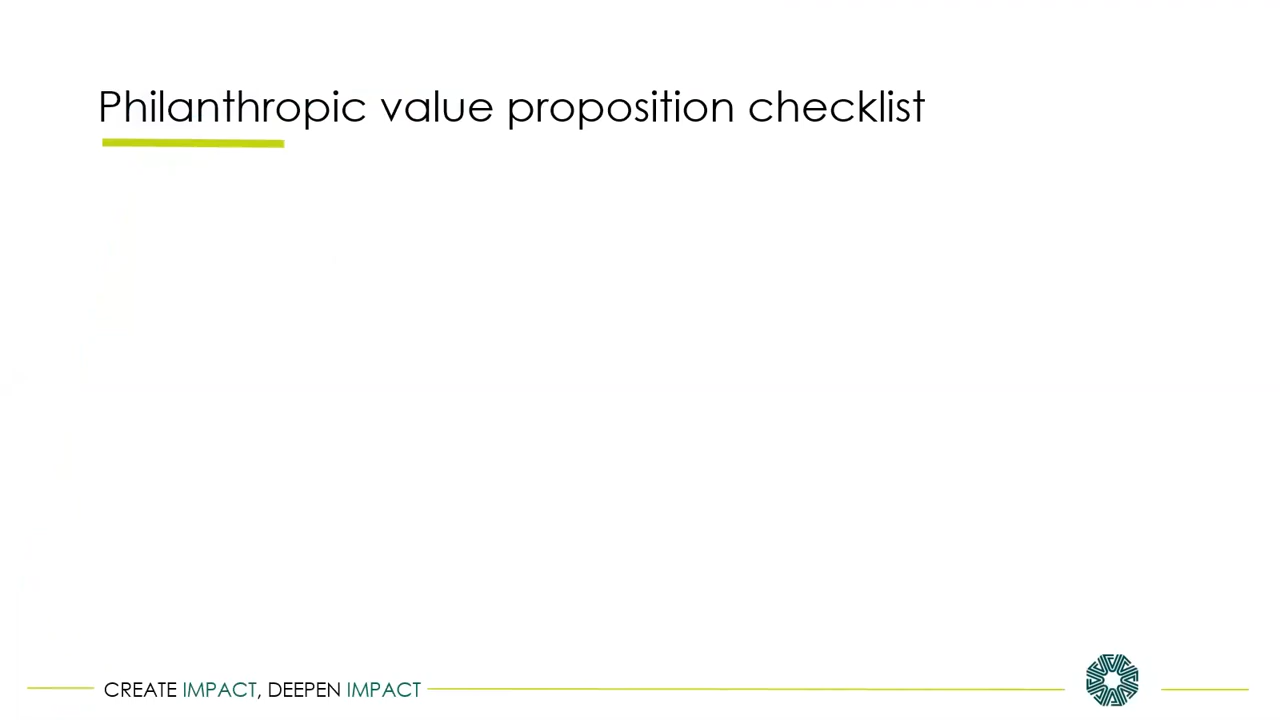 Philanthropic value proposition checklist
CREATE IMPACT, DEEPEN IMPACT